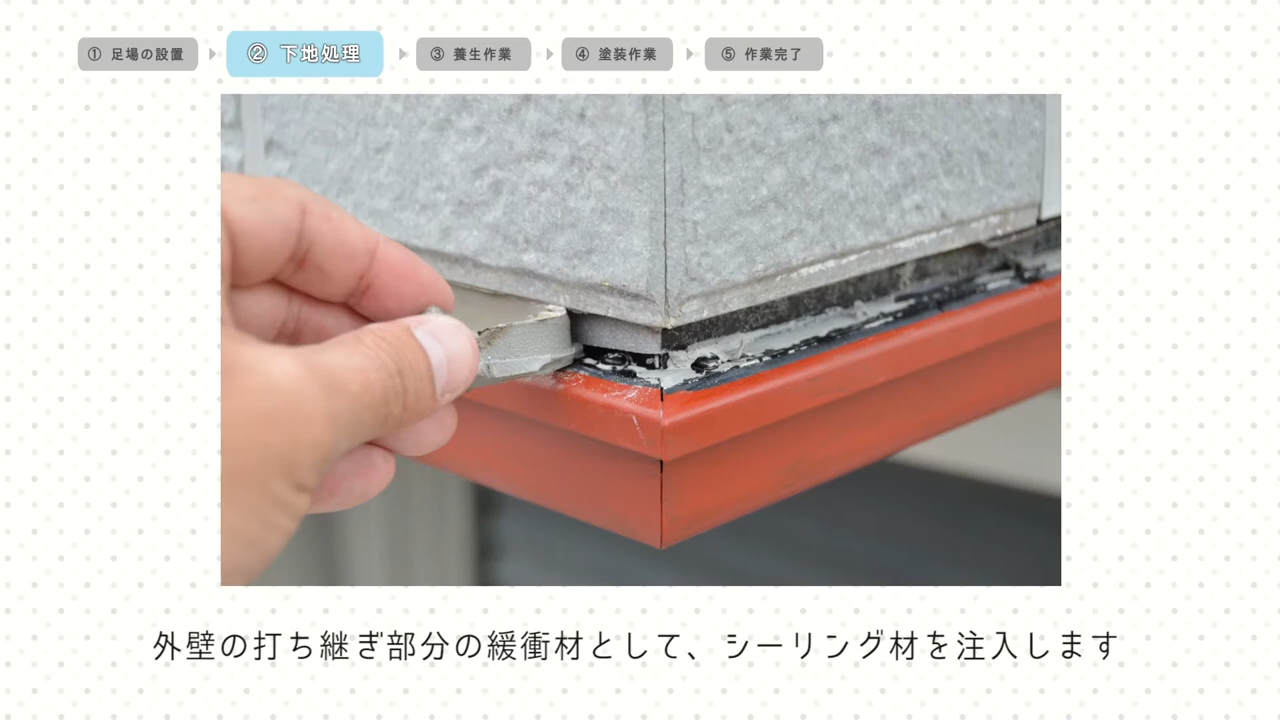 ① 足場の設置
② 下地処理
③ 養生作業
④ 塗装作業
⑤ 作業完了
外壁の打ち継ぎ部分の緩衝材として、シーリング材を注入します